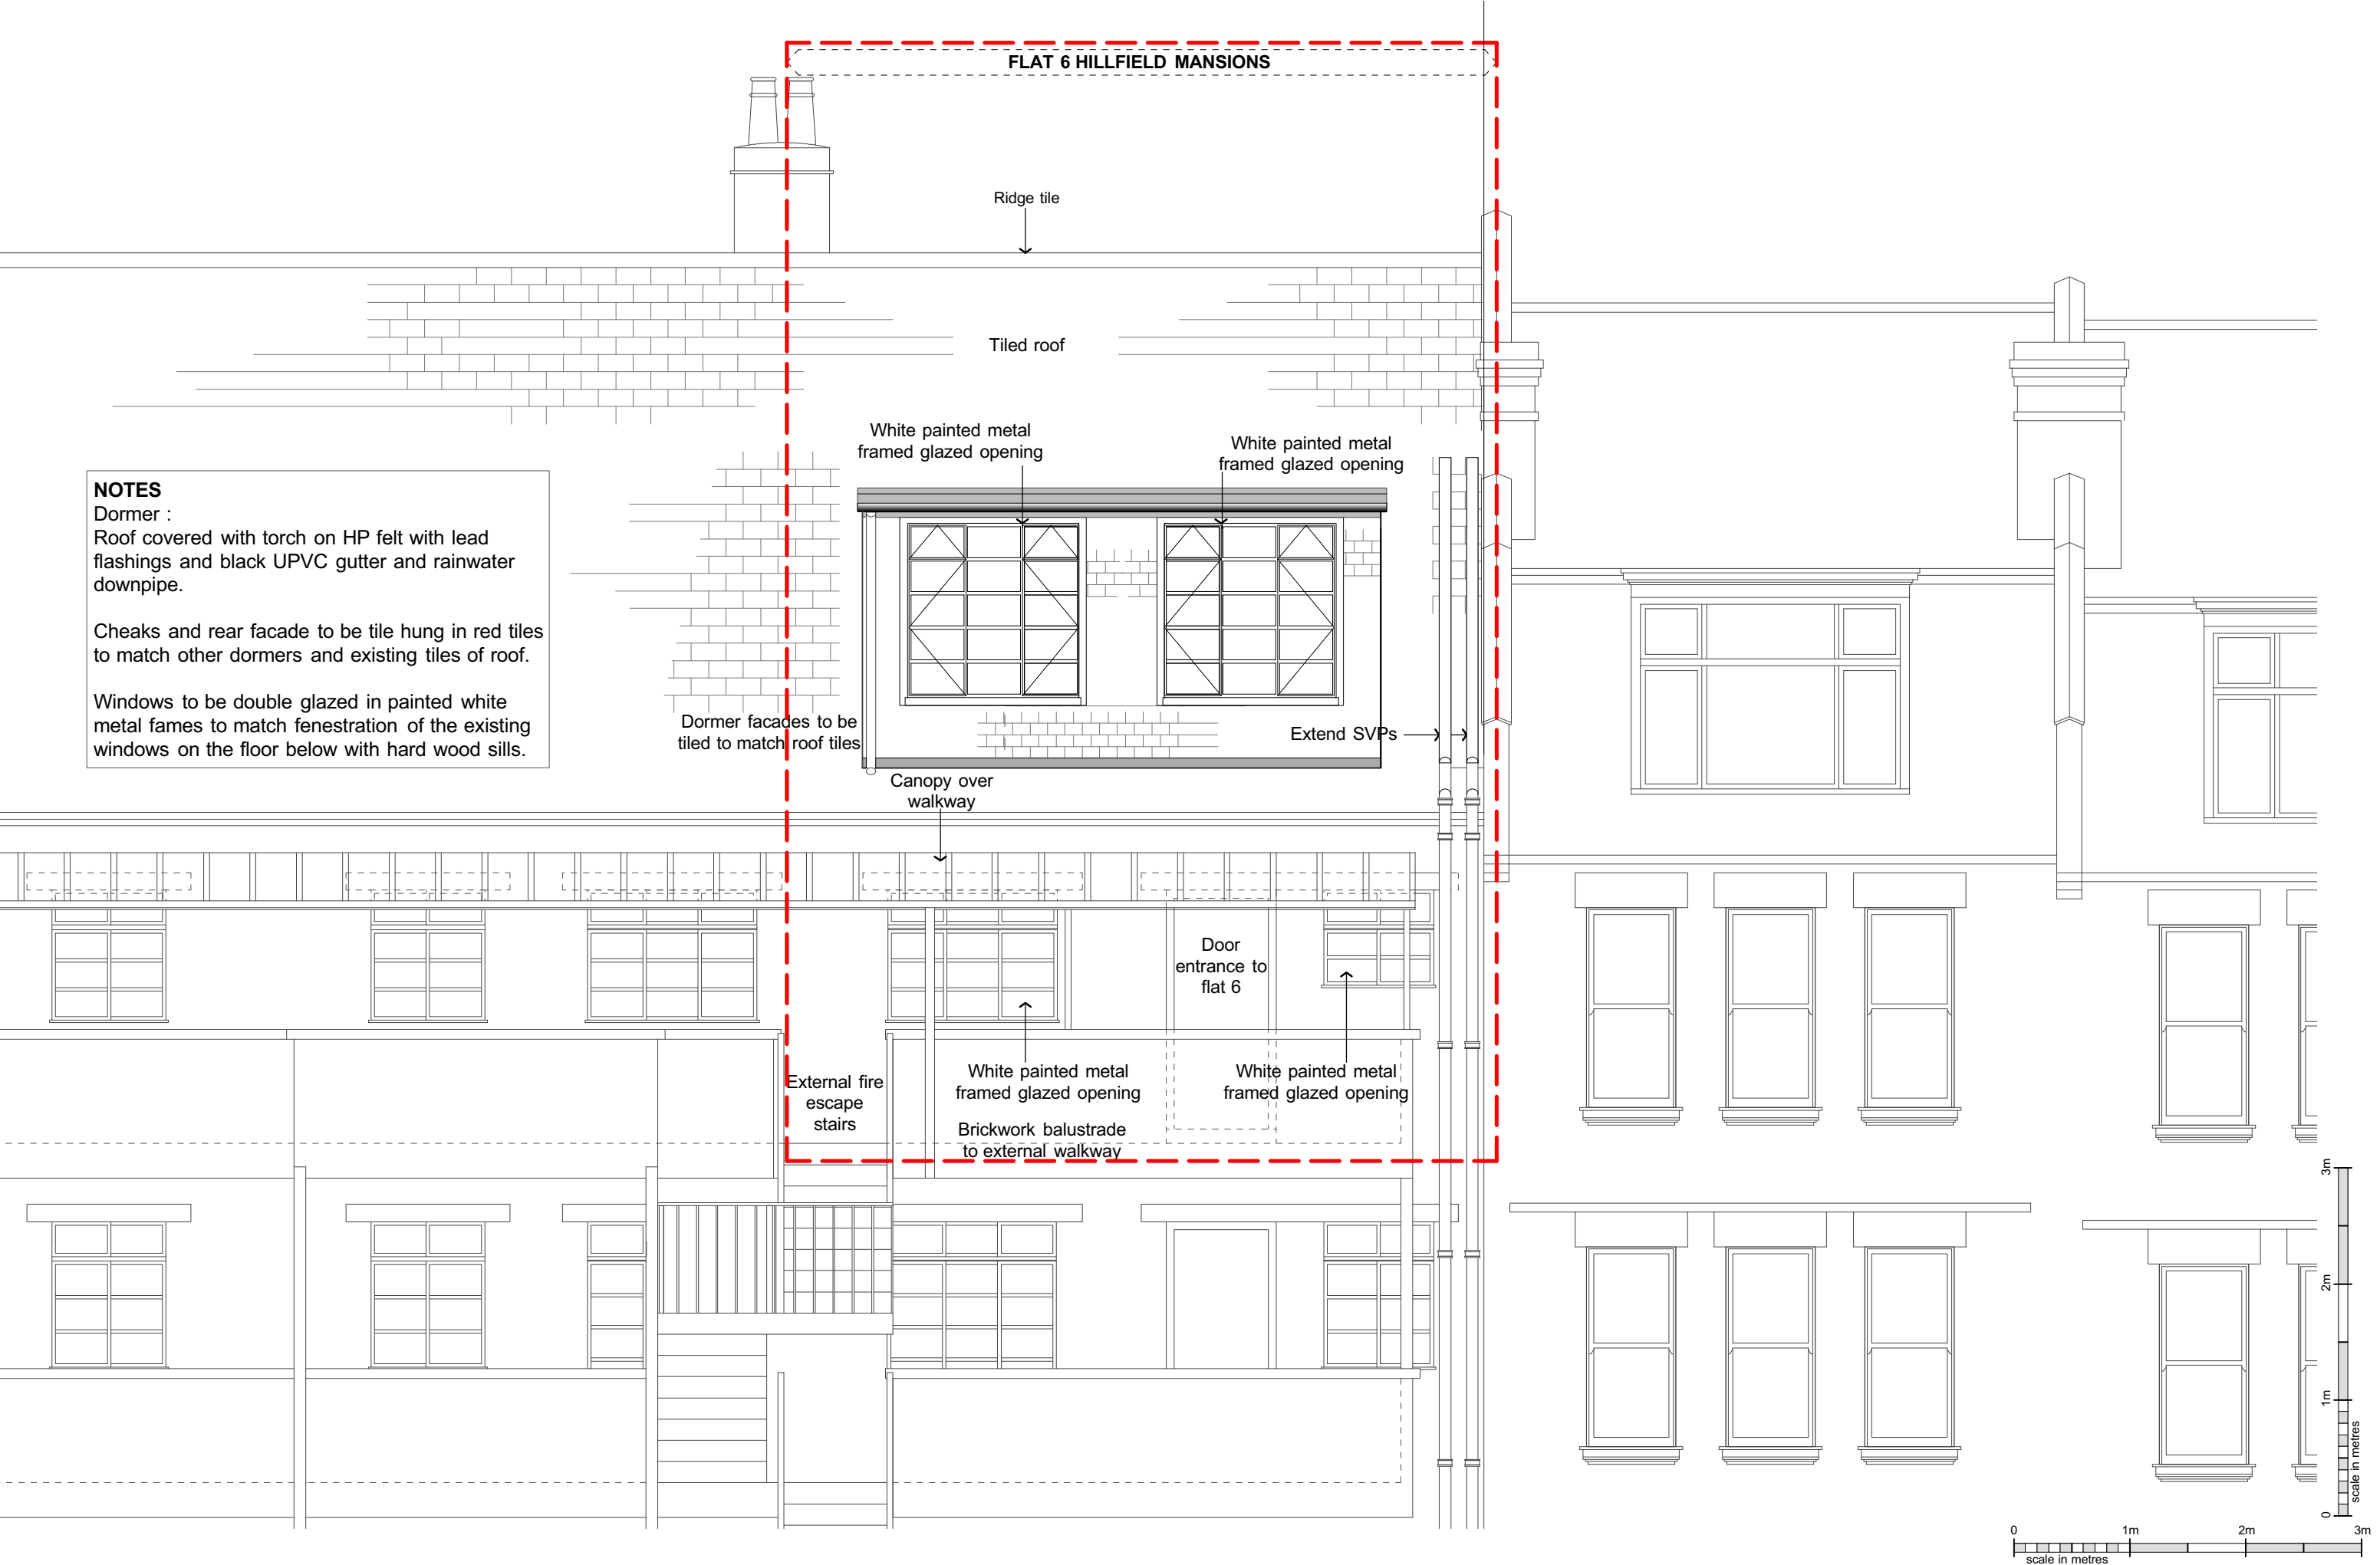 FLAT 6 HILLFIELD MANSIONS
Ridge tile
Tiled roof
White painted metal
framed glazed opening
White painted metal
framed glazed opening
NOTES
Dormer :
Roof covered with torch on HP felt with lead
flashings and black UPVC gutter and rainwater
downpipe.
Cheaks and rear facade to be tile hung in red tiles
to match other dormers and existing tiles of roof.
Windows to be double glazed in painted white
metal fames to match fenestration of the existing
windows on the floor below with hard wood sills.
Dormer facades to be
tiled to match roof tiles
Extend SVPs
Canopy over
walkway
Door
entrance to
flat 6
External fire
escape
stairs
White painted metal
framed glazed opening
White painted metal
framed glazed opening
Brickwork balustrade
to external walkway
3m
2m
1m
0
scale in metres
0
1m
2m
3m
scale in metres